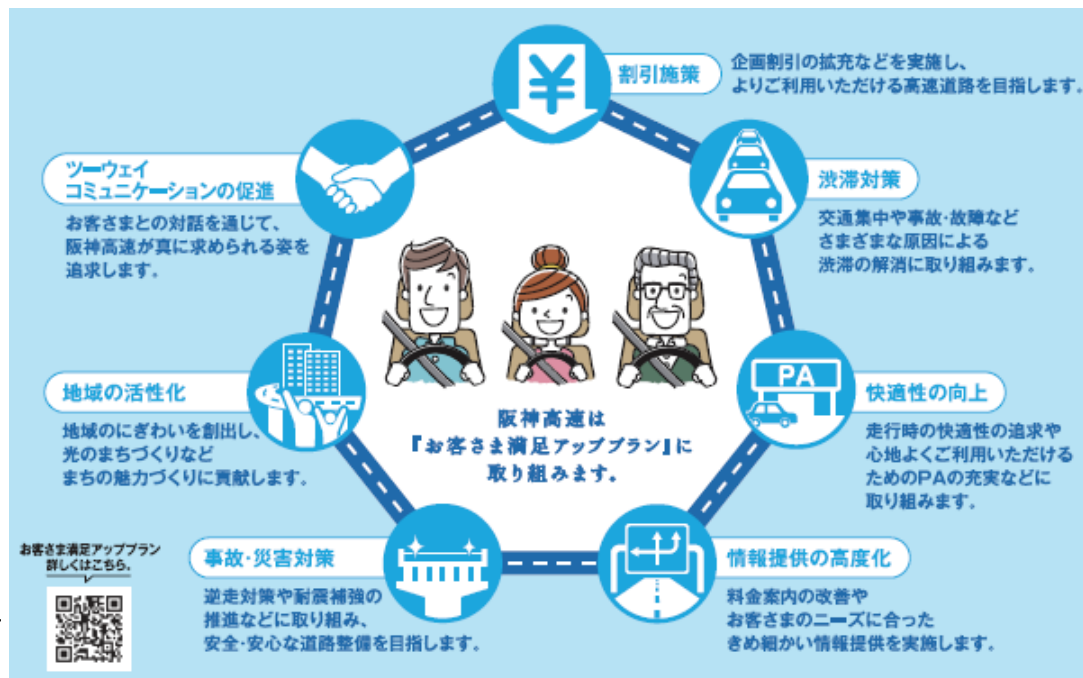 ¥
割引施策
企画割引の拡充などを実施し、
よりご利用いただける高速道路を目指します。
渋滞対策
交通集中や事故・故障など
さまざまな原因による
渋滞の解消に取り組みます。
PA
快適性の向上
走行時の快適性の追求や
心地よくご利用いただける
ためのPAの充実などに
取り組みます。
情報提供の高度化
料金案内の改善や
お客さまのニーズに合った
きめ細かい情報提供を実施します。
事故・災害対策
逆走対策や耐震補強の
推進などに取り組み、
安全・安心な道路整備を目指します。
地域の活性化
地域のにぎわいを創出し、
光のまちづくりなど
まちの魅力づくりに貢献します。
ツーウェイ
コミュニケーションの促進
お客さまとの対話を通じて、
阪神高速が真に求められる姿を
追求します。
阪神高速は
『お客さま満足アッププラン』に
取り組みます。
お客さま満足アッププラン
詳しくはこちら。